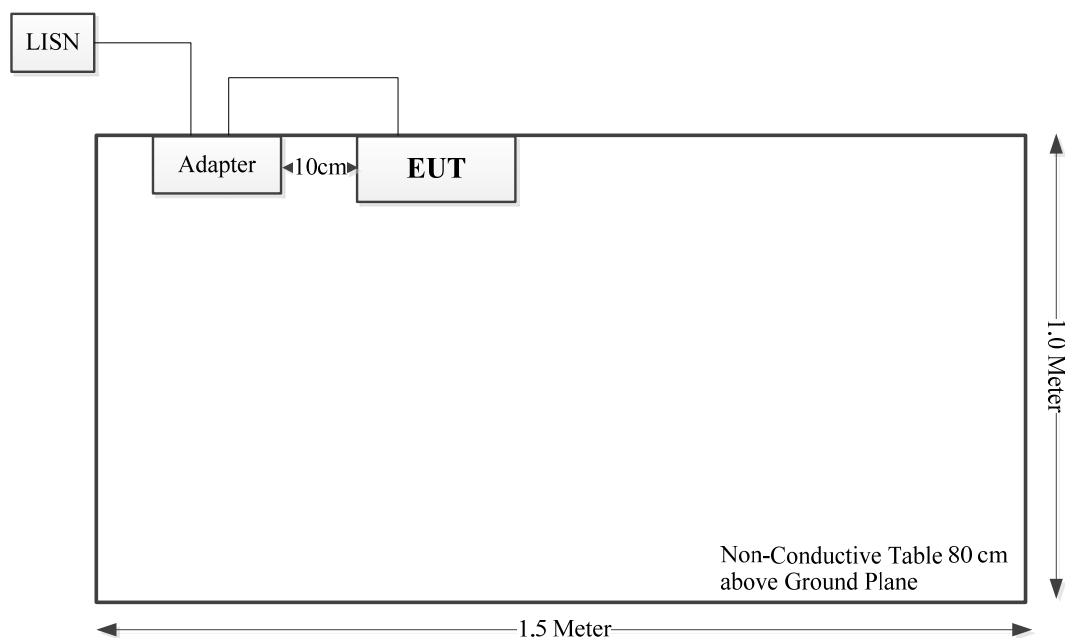 LISN
Adapter
10cm
EUT
1.0 Meter
Non-Conductive Table 80 cm
above Ground Plane
1.5 Meter